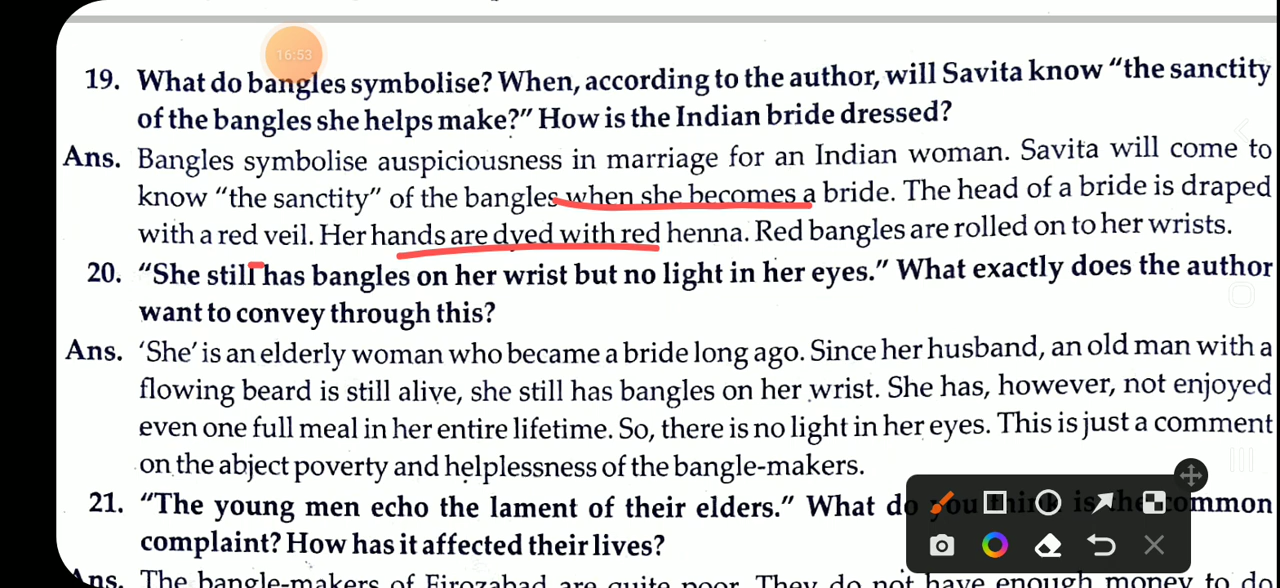 16:53
19. What do bangles symbolise? When, according to the author, will Savita know “the sanctity
of the bangles she helps make?” How is the Indian bride dressed?
Ans. Bangles symbolise auspiciousness in marriage for an Indian woman. Savita will come to
know “the sanctity” of the bangles when she becomes a bride. The head of a bride is draped
with a red veil. Her hands are dyed with red henna. Red bangles are rolled on to her wrists.
20. “She still has bangles on her wrist but no light in her eyes.” What exactly does the author
want to convey through this?
Ans. ‘She’ is an elderly woman who became a bride long ago. Since her husband, an old man with a
flowing beard is still alive, she still has bangles on her wrist. She has, however, not enjoyed
even one full meal in her entire lifetime. So, there is no light in her eyes. This is just a comment
on the abject poverty and helplessness of the bangle-makers.
21. “The young men echo the lament of their elders.” What do you think is the common
complaint? How has it affected their lives?
Ans. The bangle-makers of Firozabad are quite poor. They do not have enough money to do